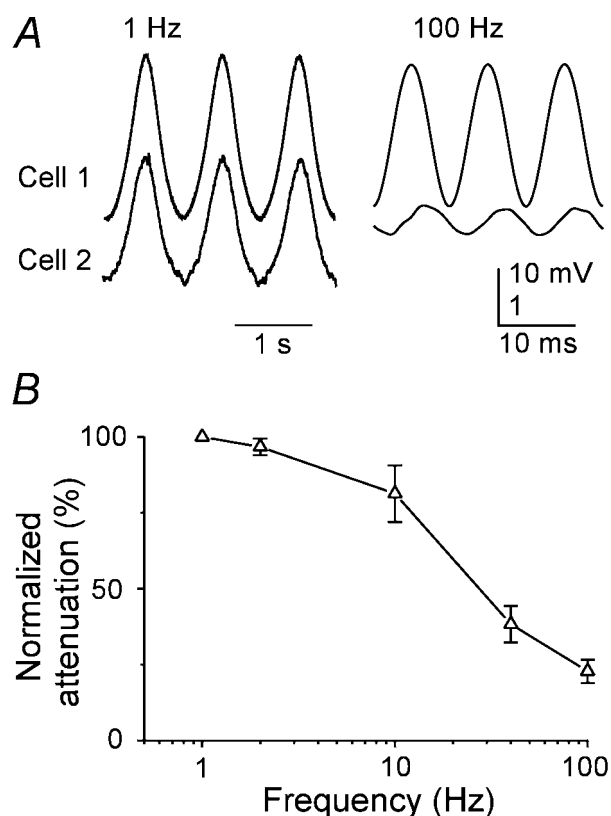 A
1 Hz
100 Hz
Cell 1
Cell 2
1 s
10 mV
1
10 ms
B
Normalized
attenuation (%)
100
50
0
1
10
100
Frequency (Hz)